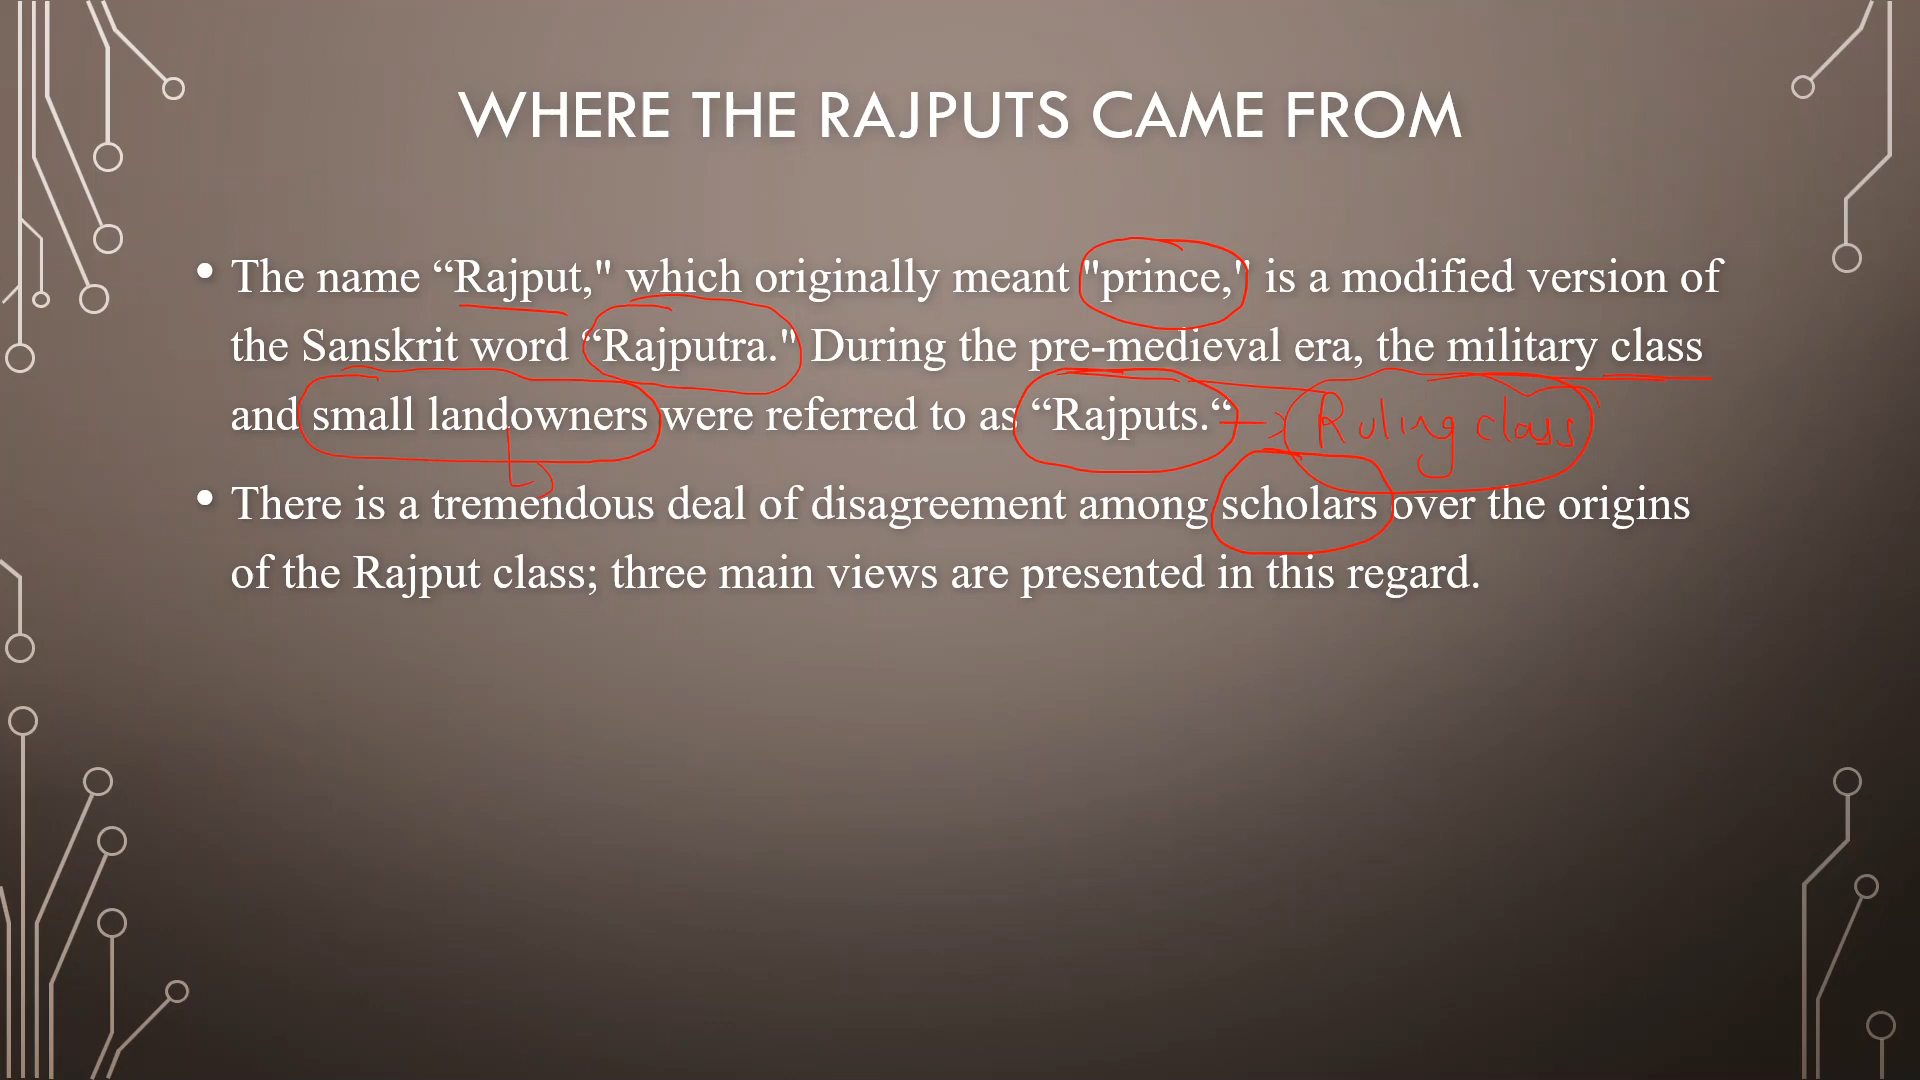 WHERE THE RAJPUTS CAME FROM
• The name “Rajput," which originally meant "prince," is a modified version of
the Sanskrit word “Rajputra." During the pre-medieval era, the military class
and small landowners were referred to as “Rajputs.“ → Ruling class
• There is a tremendous deal of disagreement among scholars over the origins
of the Rajput class; three main views are presented in this regard.